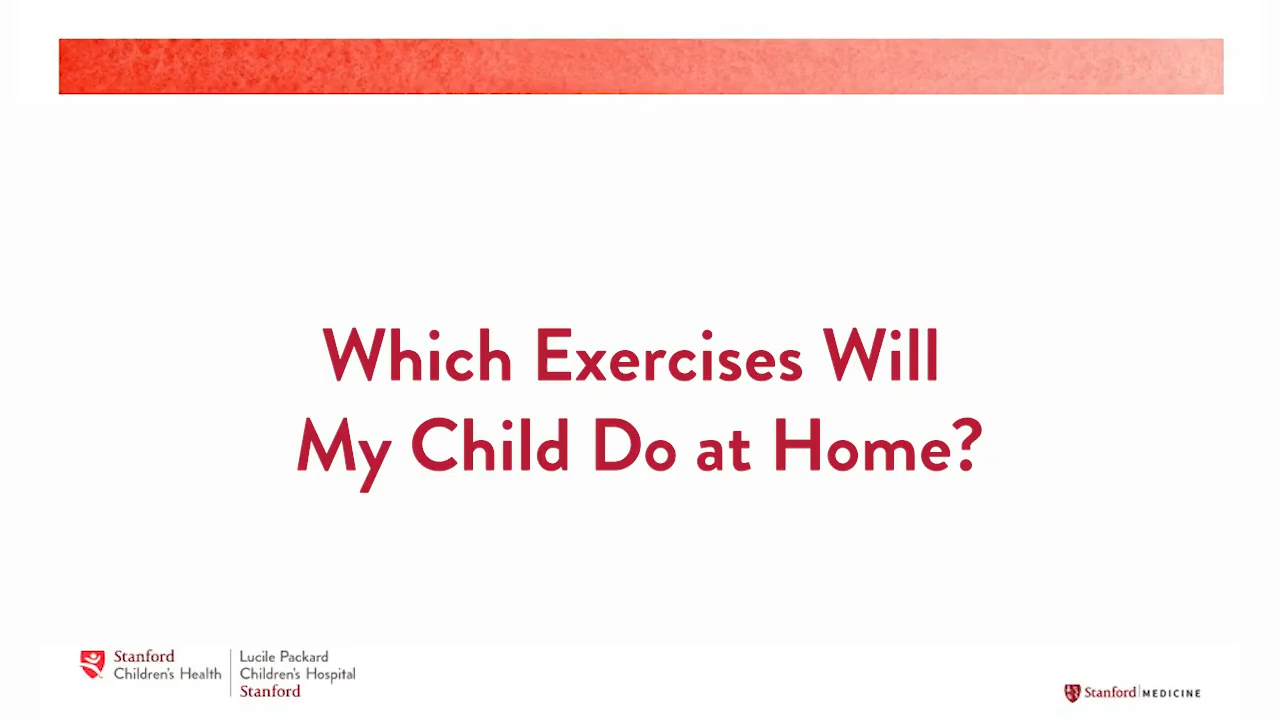 Which Exercises Will
My Child Do at Home?
Stanford
Children's Health
Lucile Packard
Children's Hospital
Stanford
Stanford MEDICINE